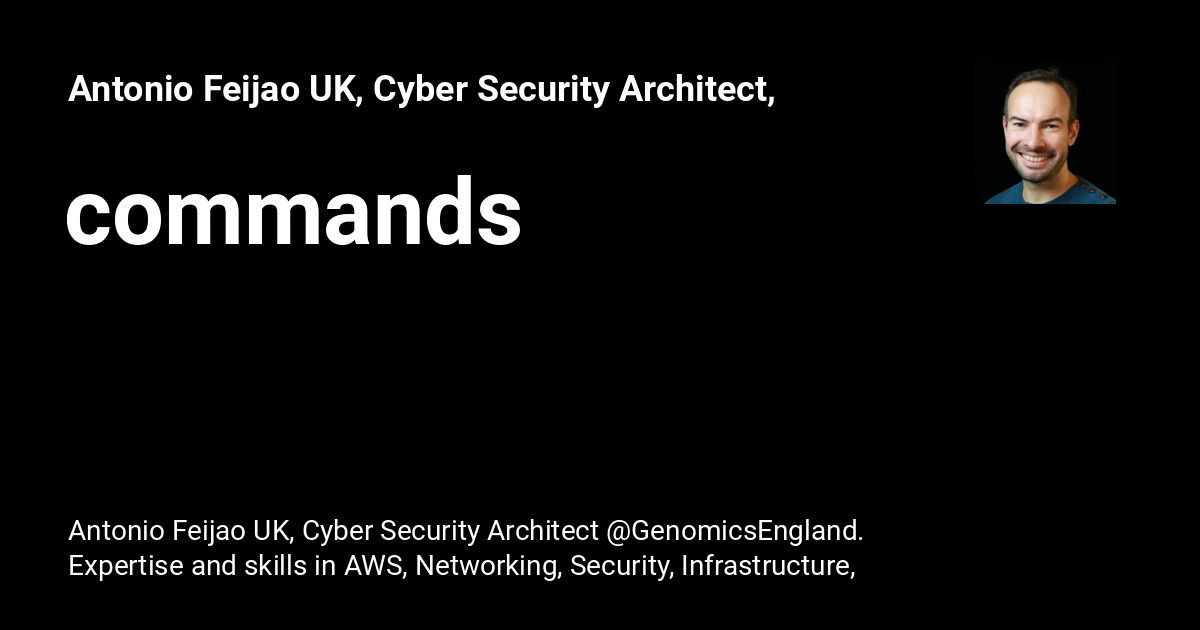 Antonio Feijao UK, Cyber Security Architect,
commands
Antonio Feijao UK, Cyber Security Architect @GenomicsEngland.
Expertise and skills in AWS, Networking, Security, Infrastructure,